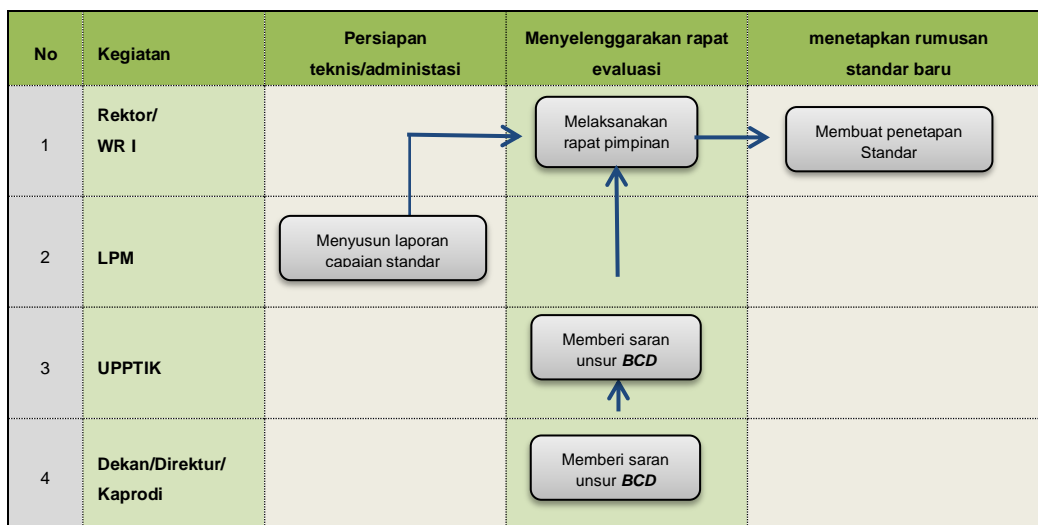 No
Kegiatan
Persiapan
teknis/administasi
Menyelenggarakan rapat
evaluasi
menetapkan rumusan
standar baru
1
Rektor/
WR I
Melaksanakan
rapat pimpinan
Membuat penetapan
Standar
2
LPM
Menyusun laporan
capaian standar
3
UPPTIK
Memberi saran
unsur BCD
4
Dekan/Direktur/
Kaprodi
Memberi saran
unsur BCD